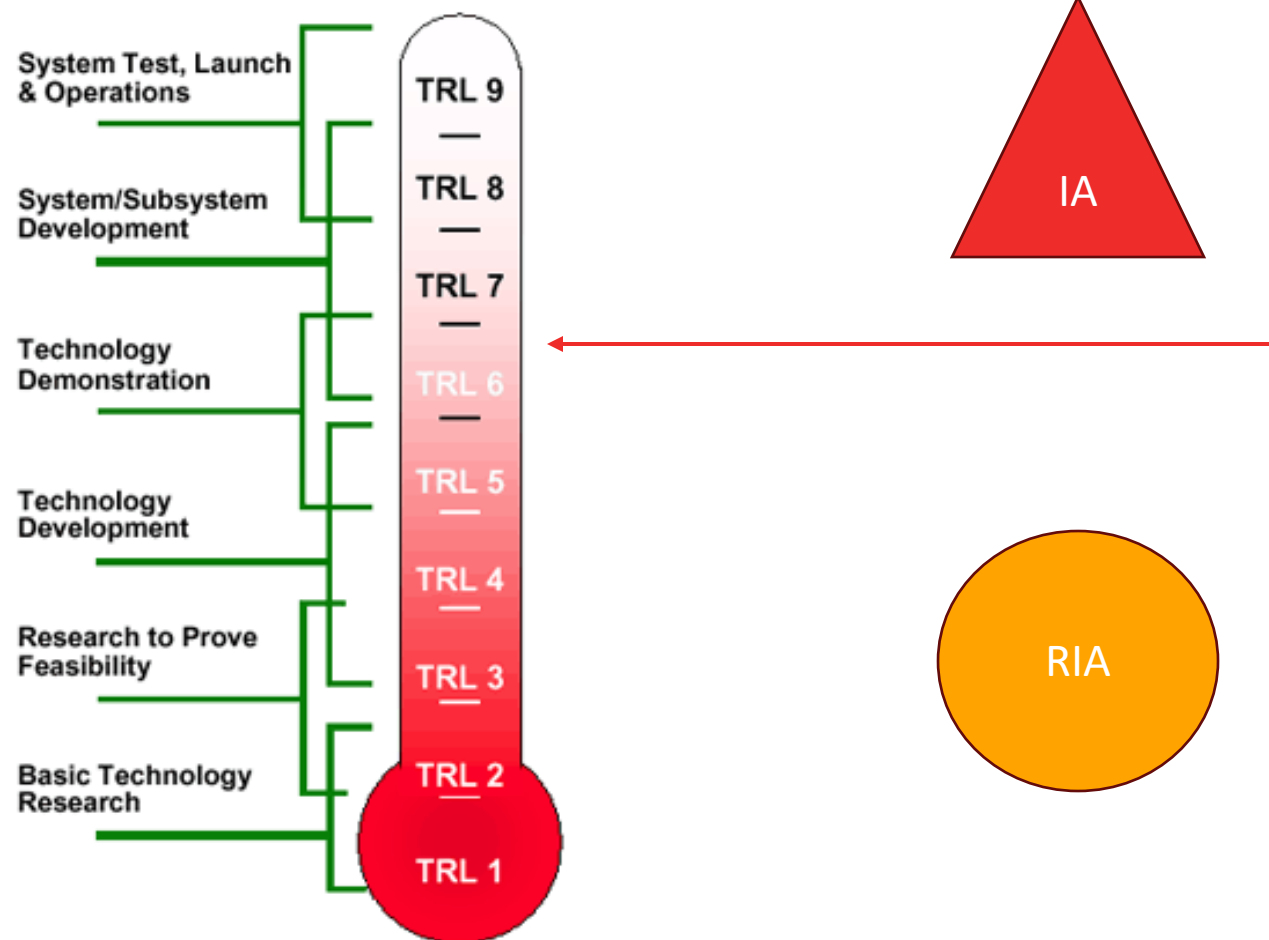 System Test, Launch
& Operations
System/Subsystem
Development
Technology
Demonstration
Technology
Development
Research to Prove
Feasibility
Basic Technology
Research
TRL 9
TRL 8
TRL 7
TRL 6
TRL 5
TRL 4
TRL 3
TRL 2
TRL 1
IA
RIA